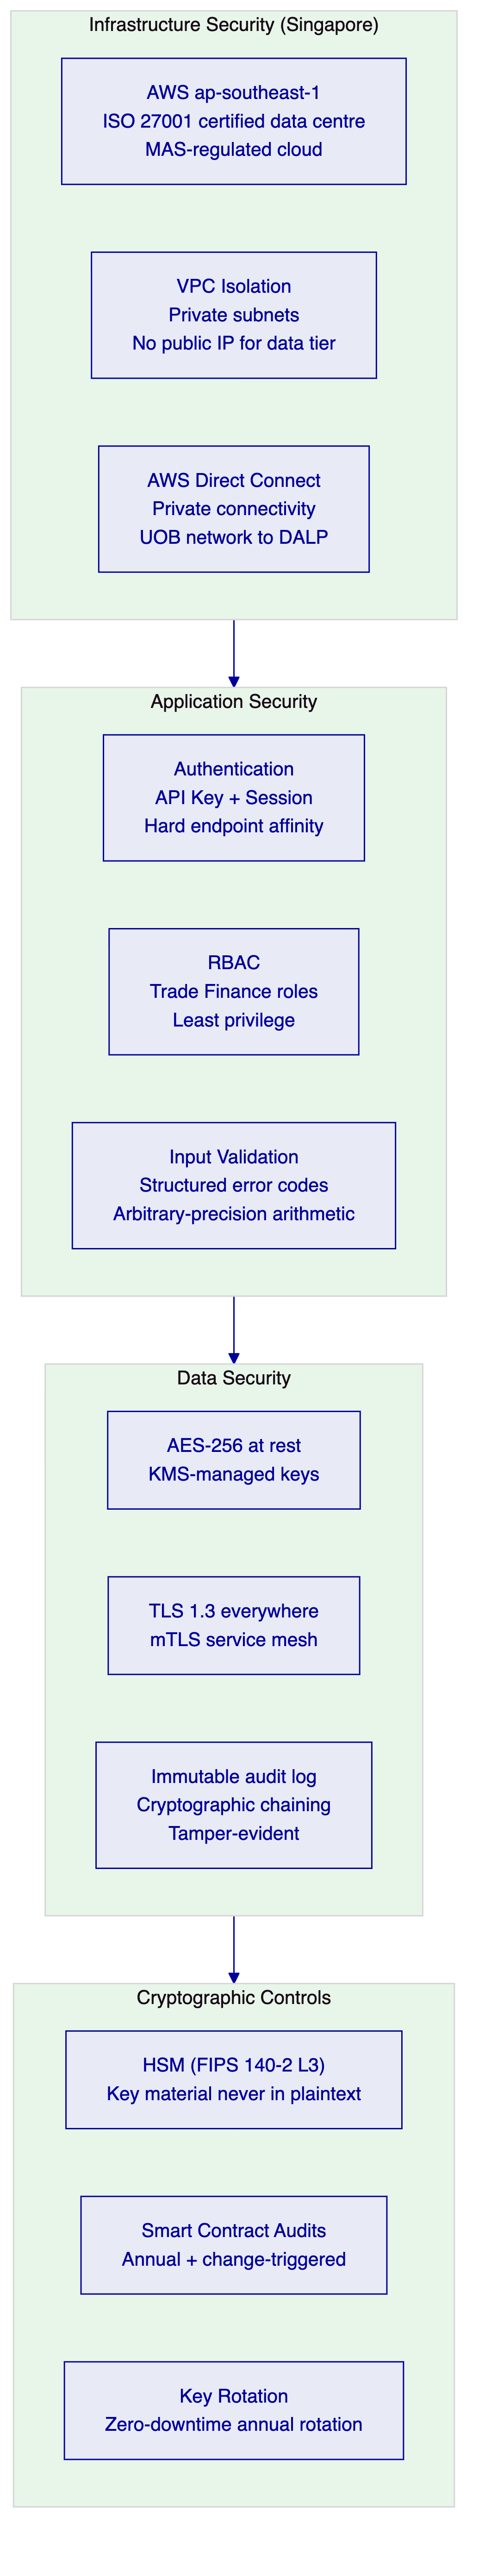 Infrastructure Security (Singapore)
AWS ap-southeast-1
ISO 27001 certified data centre
MAS-regulated cloud
VPC Isolation
Private subnets
No public IP for data tier
AWS Direct Connect
Private connectivity
UOB network to DALP
Application Security
Authentication
API Key + Session
Hard endpoint affinity
RBAC
Trade Finance roles
Least privilege
Input Validation
Structured error codes
Arbitrary-precision arithmetic
Data Security
AES-256 at rest
KMS-managed keys
TLS 1.3 everywhere
mTLS service mesh
Immutable audit log
Cryptographic chaining
Tamper-evident
Cryptographic Controls
HSM (FIPS 140-2 L3)
Key material never in plaintext
Smart Contract Audits
Annual + change-triggered
Key Rotation
Zero-downtime annual rotation